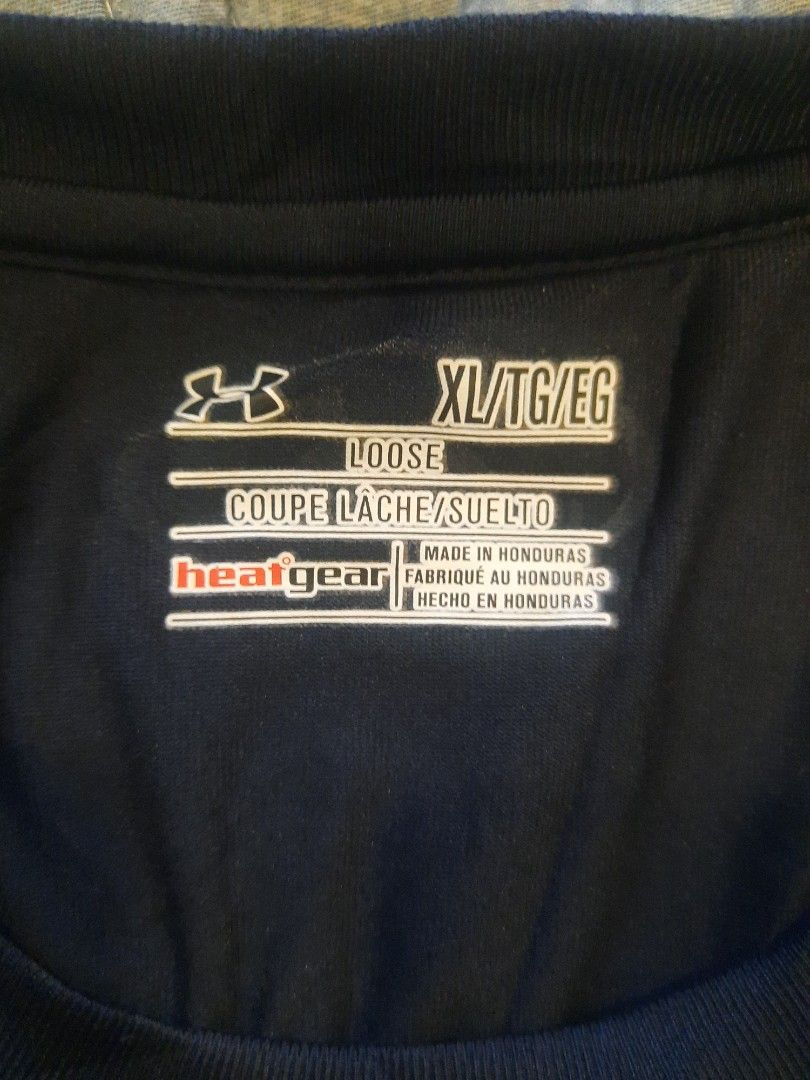 XL/TG/EG
LOOSE
COUPE LÂCHE/SUELTO
heatgear
MADE IN HONDURAS
FABRIQUÉ AU HONDURAS
HECHO EN HONDURAS